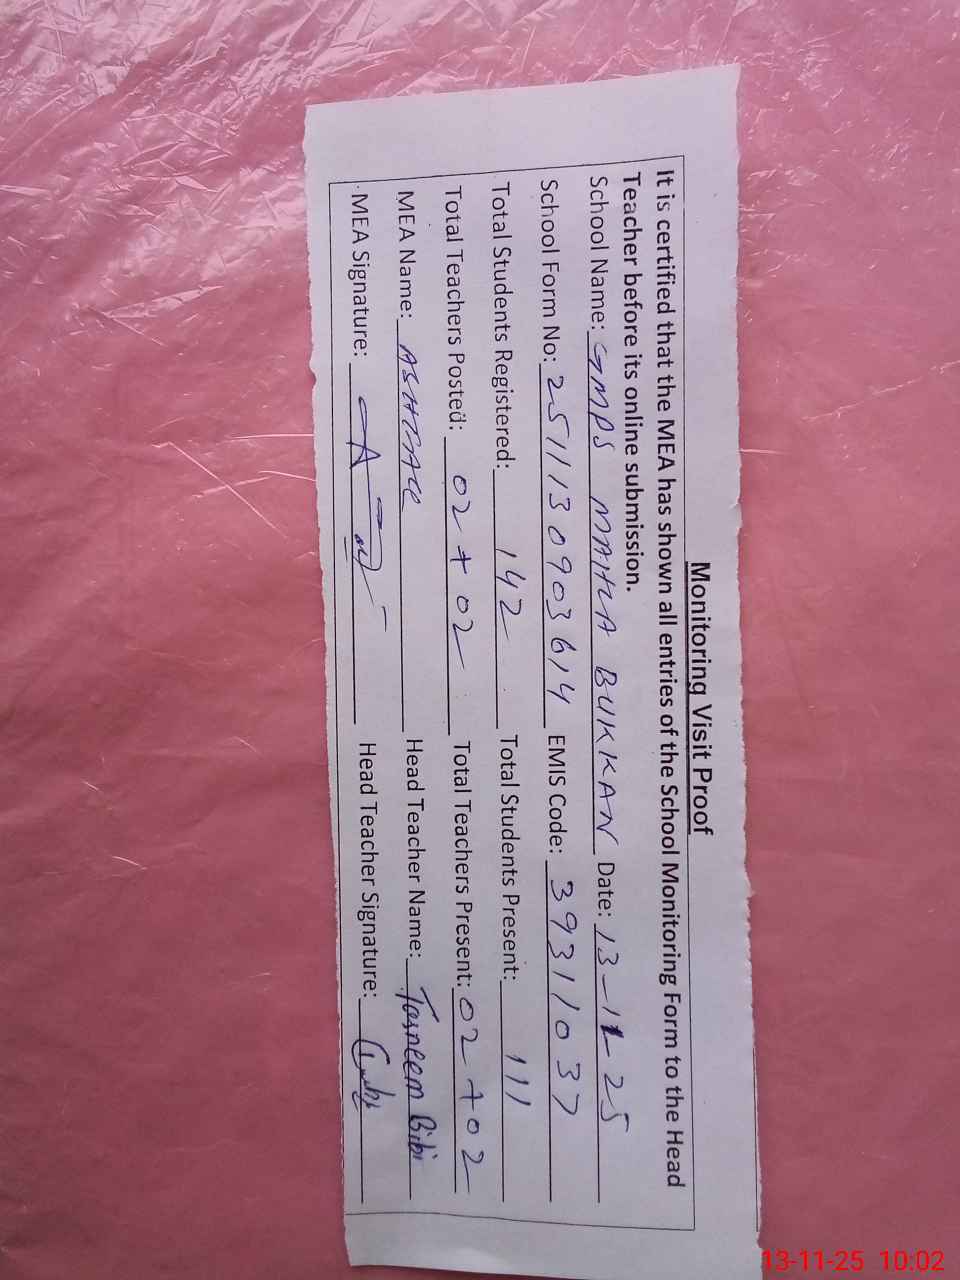 Monitoring Visit Proof
It is certified that the MEA has shown all entries of the School Monitoring Form to the Head
Teacher before its online submission.
School Name: GMPS MAHLA BUKKAN Date: 13-11-25
School Form No: 2511130903614 EMIS Code: 39311037
Total Students Registered: 142 Total Students Present: 111
Total Teachers Posted: 02+02 Total Teachers Present: 02+02
MEA Name: Head Teacher Name: Tasneem Bibi
MEA Signature: Head Teacher Signature:
13-11-25 10:02